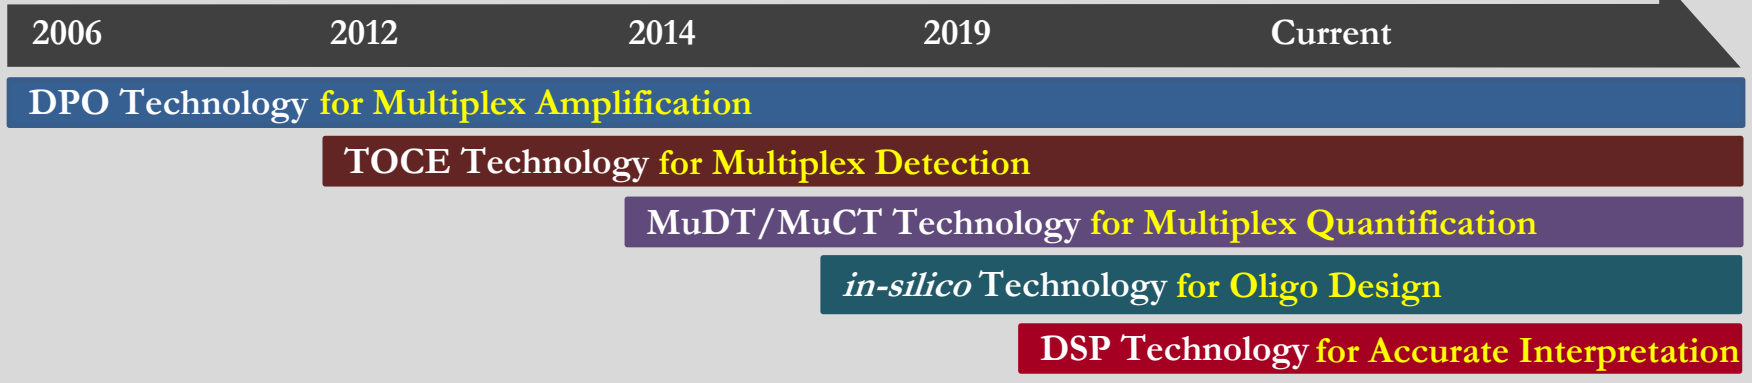 2006 2012 2014 2019 Current
DPO Technology for Multiplex Amplification
TOCE Technology for Multiplex Detection
MuDT/MuCT Technology for Multiplex Quantification
in-silico Technology for Oligo Design
DSP Technology for Accurate Interpretation